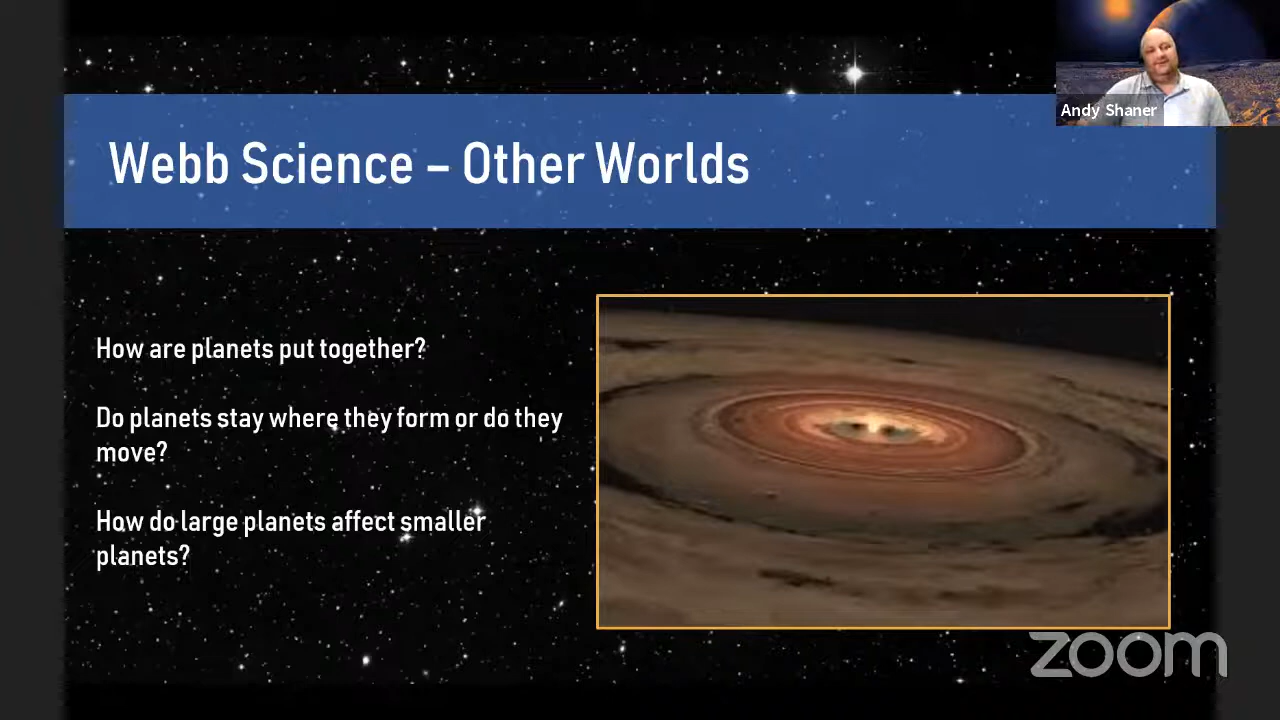 Andy Shaner
Webb Science – Other Worlds
How are planets put together?
Do planets stay where they form or do they
move?
How do large planets affect smaller
planets?
zoom